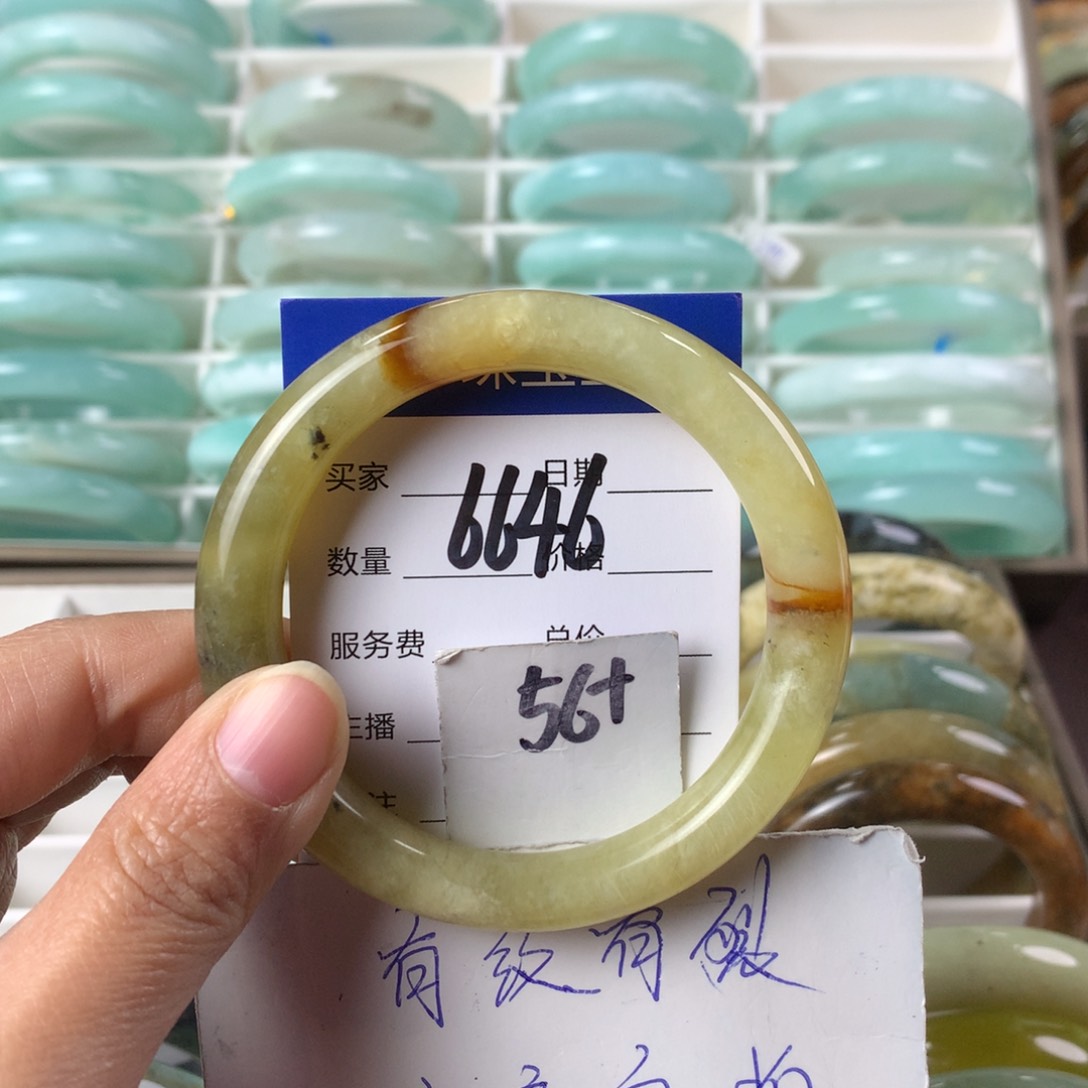 买家 日期
6646
数量 价格
服务费 总价
56+
主播
注
有纹有裂